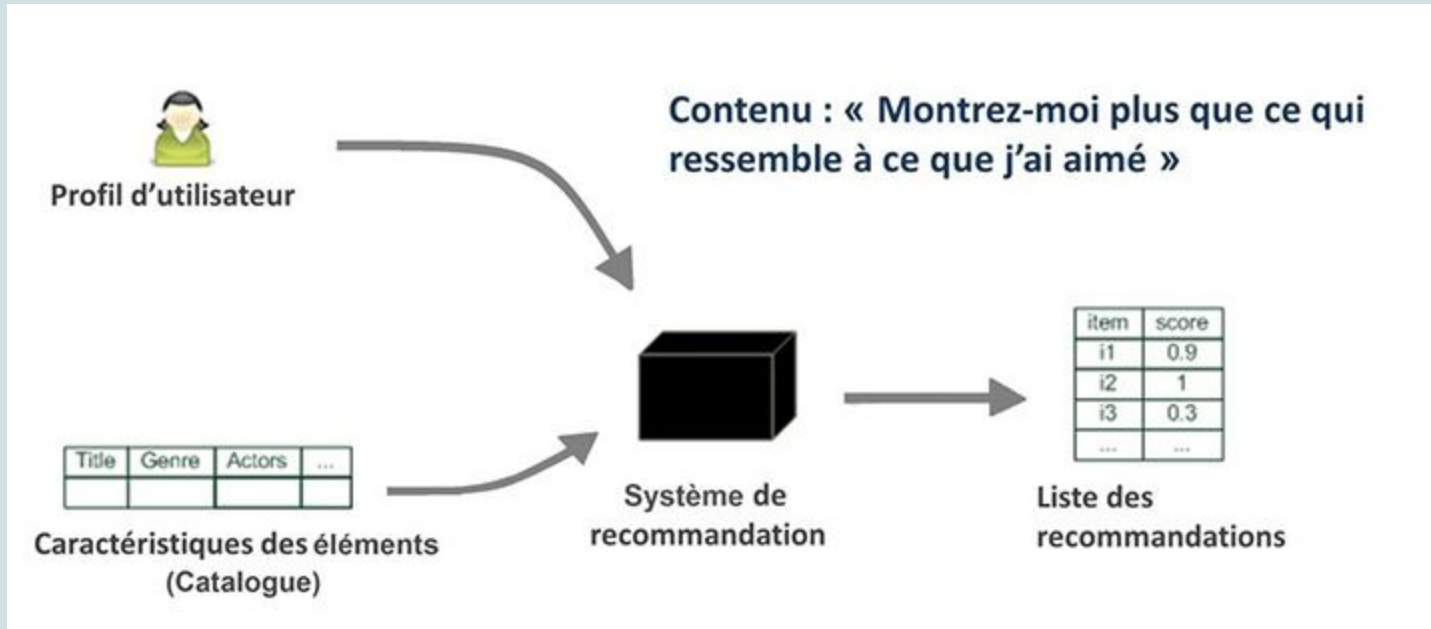 Contenu : « Montrez-moi plus que ce qui
ressemble à ce que j'ai aimé »
Profil d'utilisateur
item score
i1 0.9
i2 1
i3 0.3
... ...
Title Genre Actors ...
Système de
recommandation
Liste des
recommandations
Caractéristiques des éléments
(Catalogue)